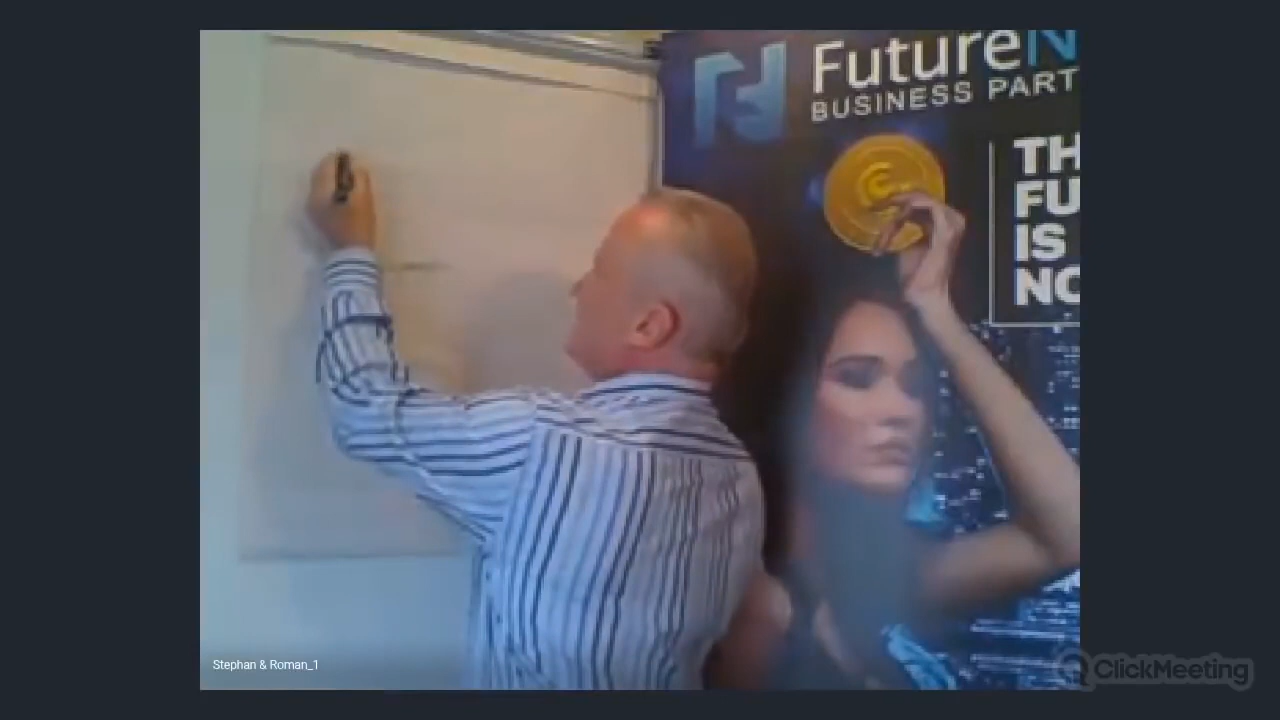 FutureN
BUSINESS PART
TH
FU
IS
NO
Stephan & Roman_1
ClickMeeting